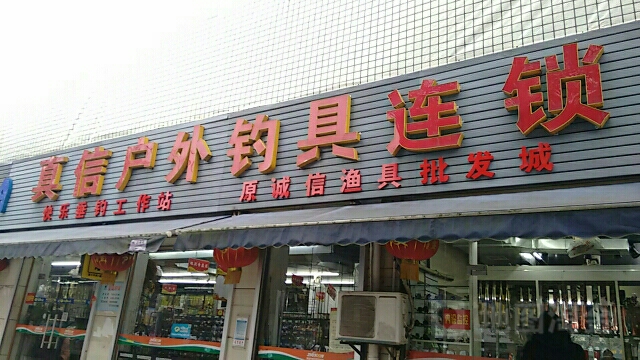 真信户外钓具连锁
快乐垂钓工作站
原诚信渔具批发城